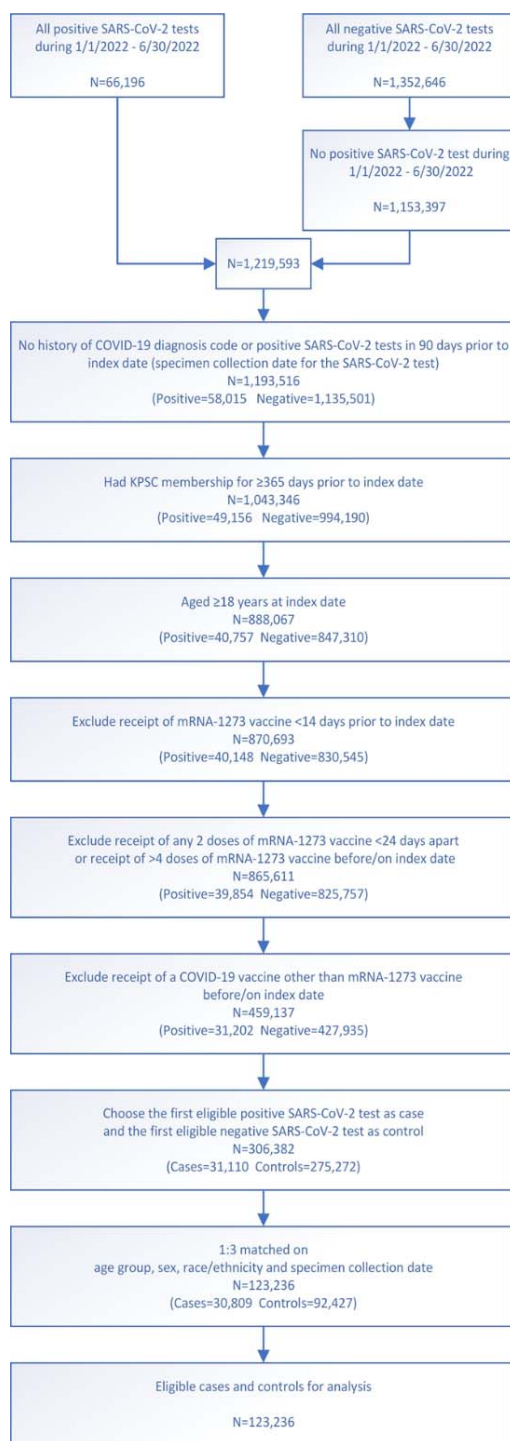 All positive SARS-CoV-2 tests
during 1/1/2022 - 6/30/2022
N=66,196
All negative SARS-CoV-2 tests
during 1/1/2022 - 6/30/2022
N=1,352,646
No positive SARS-CoV-2 test during
1/1/2022 - 6/30/2022
N=1,153,397
N=1,219,593
No history of COVID-19 diagnosis code or positive SARS-CoV-2 tests in 90 days prior to
index date (specimen collection date for the SARS-CoV-2 test)
N=1,193,516
(Positive=58,015 Negative=1,135,501)
Had KPSC membership for ≥365 days prior to index date
N=1,043,346
(Positive=49,156 Negative=994,190)
Aged ≥18 years at index date
N=888,067
(Positive=40,757 Negative=847,310)
Exclude receipt of mRNA-1273 vaccine <14 days prior to index date
N=870,693
(Positive=40,148 Negative=830,545)
Exclude receipt of any 2 doses of mRNA-1273 vaccine <24 days apart
or receipt of >4 doses of mRNA-1273 vaccine before/on index date
N=865,611
(Positive=39,854 Negative=825,757)
Exclude receipt of a COVID-19 vaccine other than mRNA-1273 vaccine
before/on index date
N=459,137
(Positive=31,202 Negative=427,935)
Choose the first eligible positive SARS-CoV-2 test as case
and the first eligible negative SARS-CoV-2 test as control
N=306,382
(Cases=31,110 Controls=275,272)
1:3 matched on
age group, sex, race/ethnicity and specimen collection date
N=123,236
(Cases=30,809 Controls=92,427)
Eligible cases and controls for analysis
N=123,236